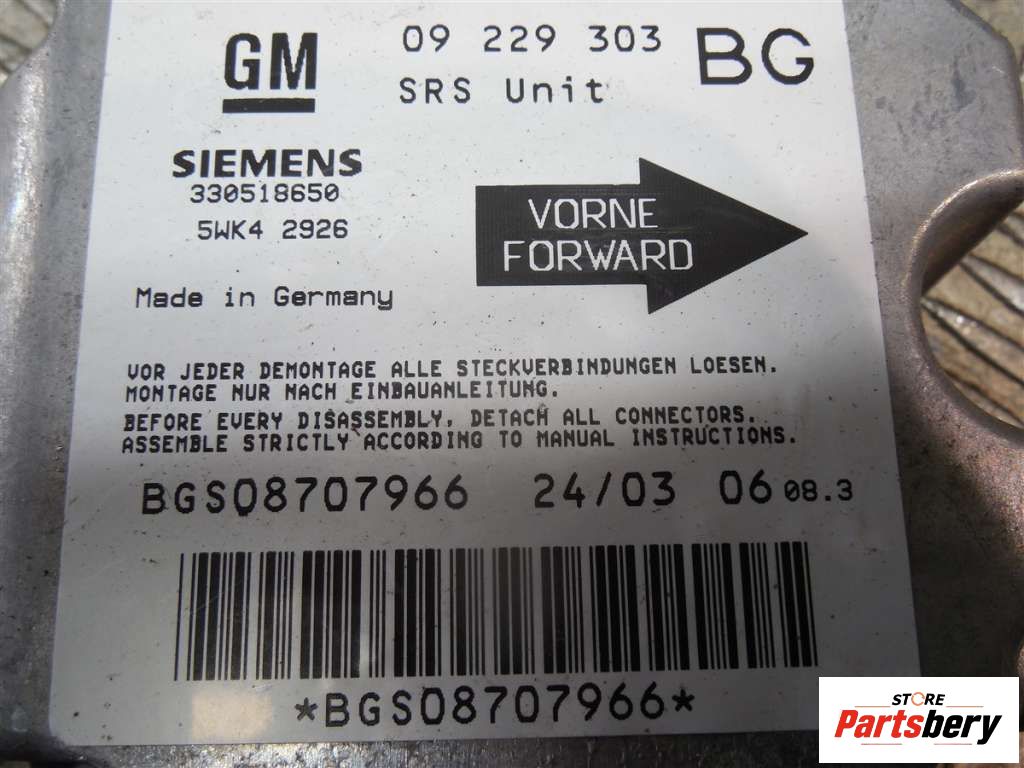 GM
09 229 303 BG
SRS Unit
SIEMENS
330518650
5WK4 2926
VORNE
FORWARD
Made in Germany
VOR JEDER DEMONTAGE ALLE STECKVERBINDUNGEN LOESEN.
MONTAGE NUR NACH EINBAUANLEITUNG.
BEFORE EVERY DISASSEMBLY, DETACH ALL CONNECTORS.
ASSEMBLE STRICTLY ACCORDING TO MANUAL INSTRUCTIONS.
BGS08707966 24/03 06 08.3
*BGS08707966*
STORE
Partsbery